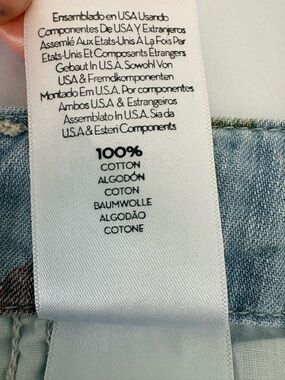 Ensamblado en USA Usando
Componentes De USA Y Extranjeros
Assemlé Aux Etats-Unis À La Fois Par
Etats-Unis Et Composants Étrangers
Gebaut In U.S.A. Sowohl Von
USA & Fremdkomponenten
Montado Em U.S.A. Por componentes
Ambos U.S.A & Estrangeiros
Assemblato In U.S.A. Sia da
U.S.A & Esteri Components
100%
COTTON
ALGODÓN
COTON
BAUMWOLLE
ALGODÃO
COTONE